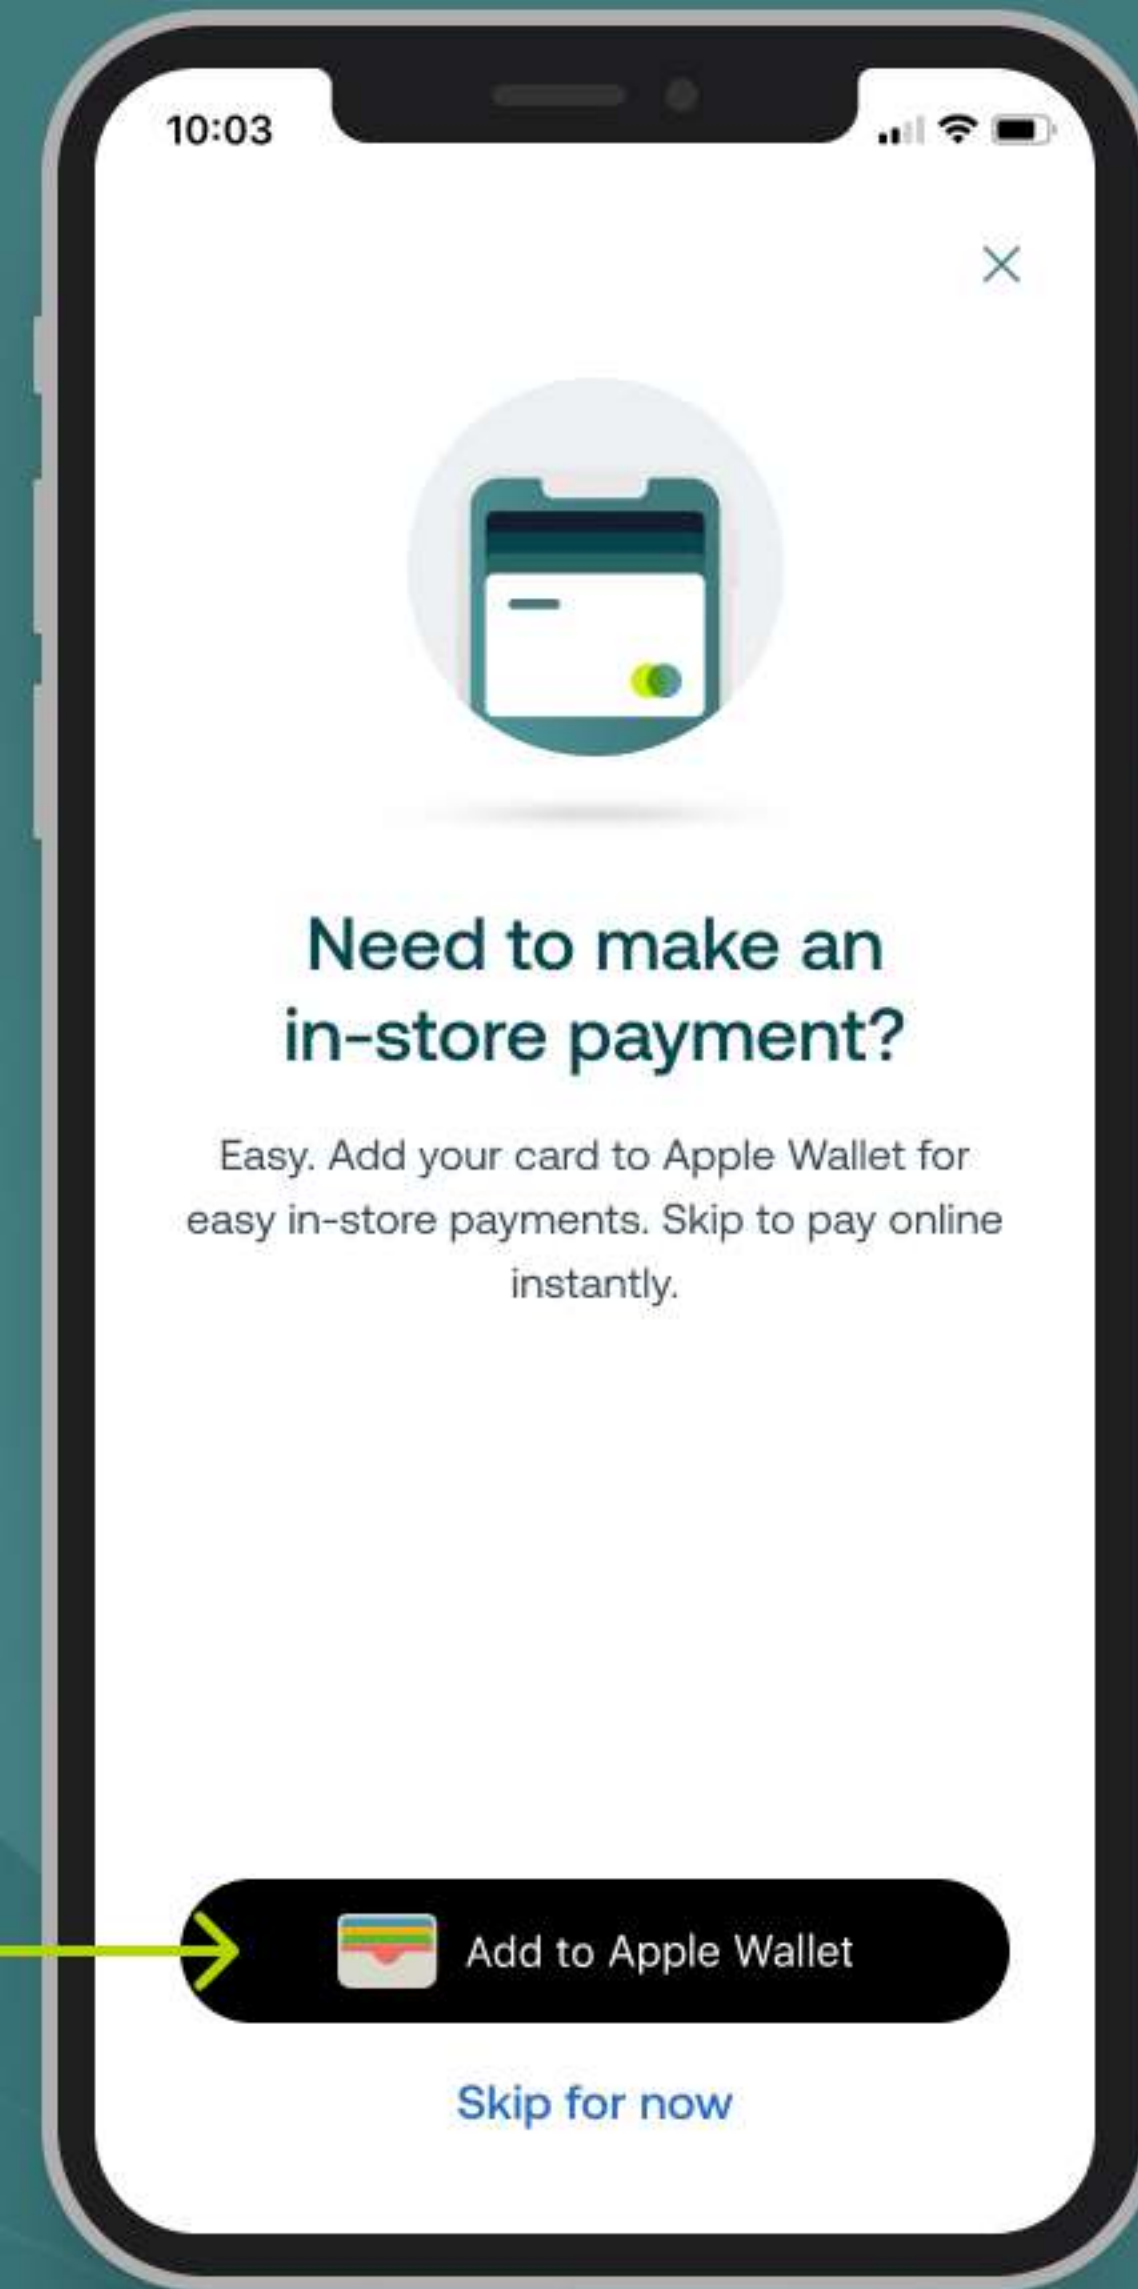 10:03
Need to make an
in-store payment?
Easy. Add your card to Apple Wallet for
easy in-store payments. Skip to pay online
instantly.
Add to Apple Wallet
Skip for now